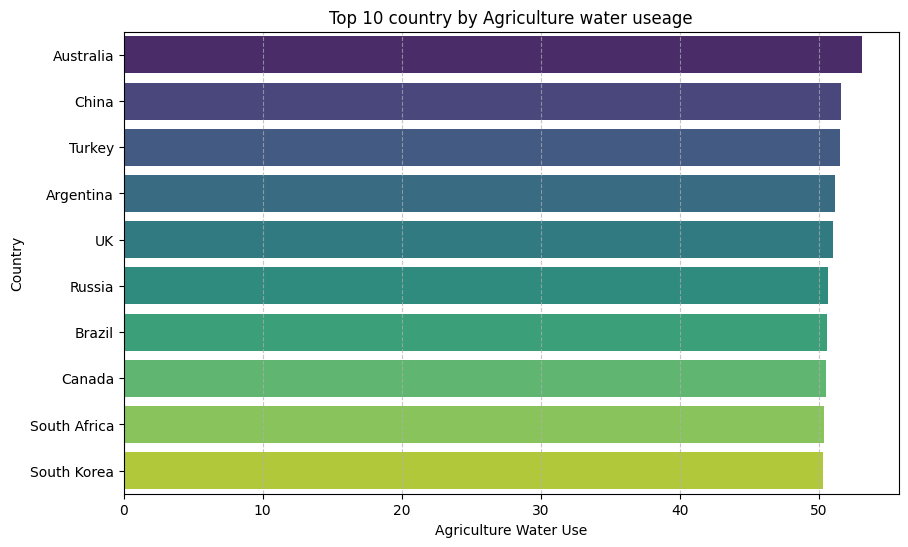 Top 10 country by Agriculture water useage
Australia
China
Turkey
Argentina
UK
Russia
Brazil
Canada
South Africa
South Korea
Country
0 10 20 30 40 50
Agriculture Water Use